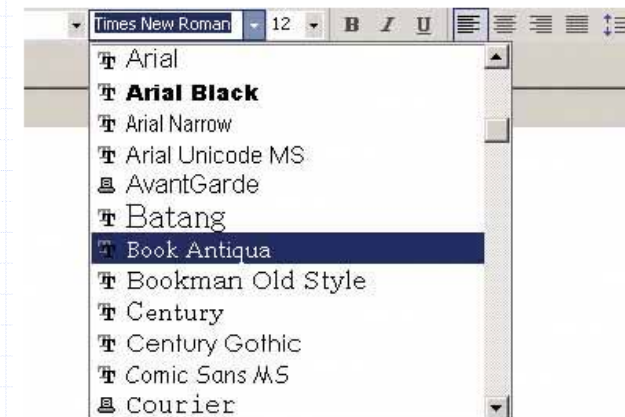 Times New Roman 12 B I U
Arial
Arial Black
Arial Narrow
Arial Unicode MS
AvantGarde
Batang
Book Antiqua
Bookman Old Style
Century
Century Gothic
Comic Sans MS
Courier